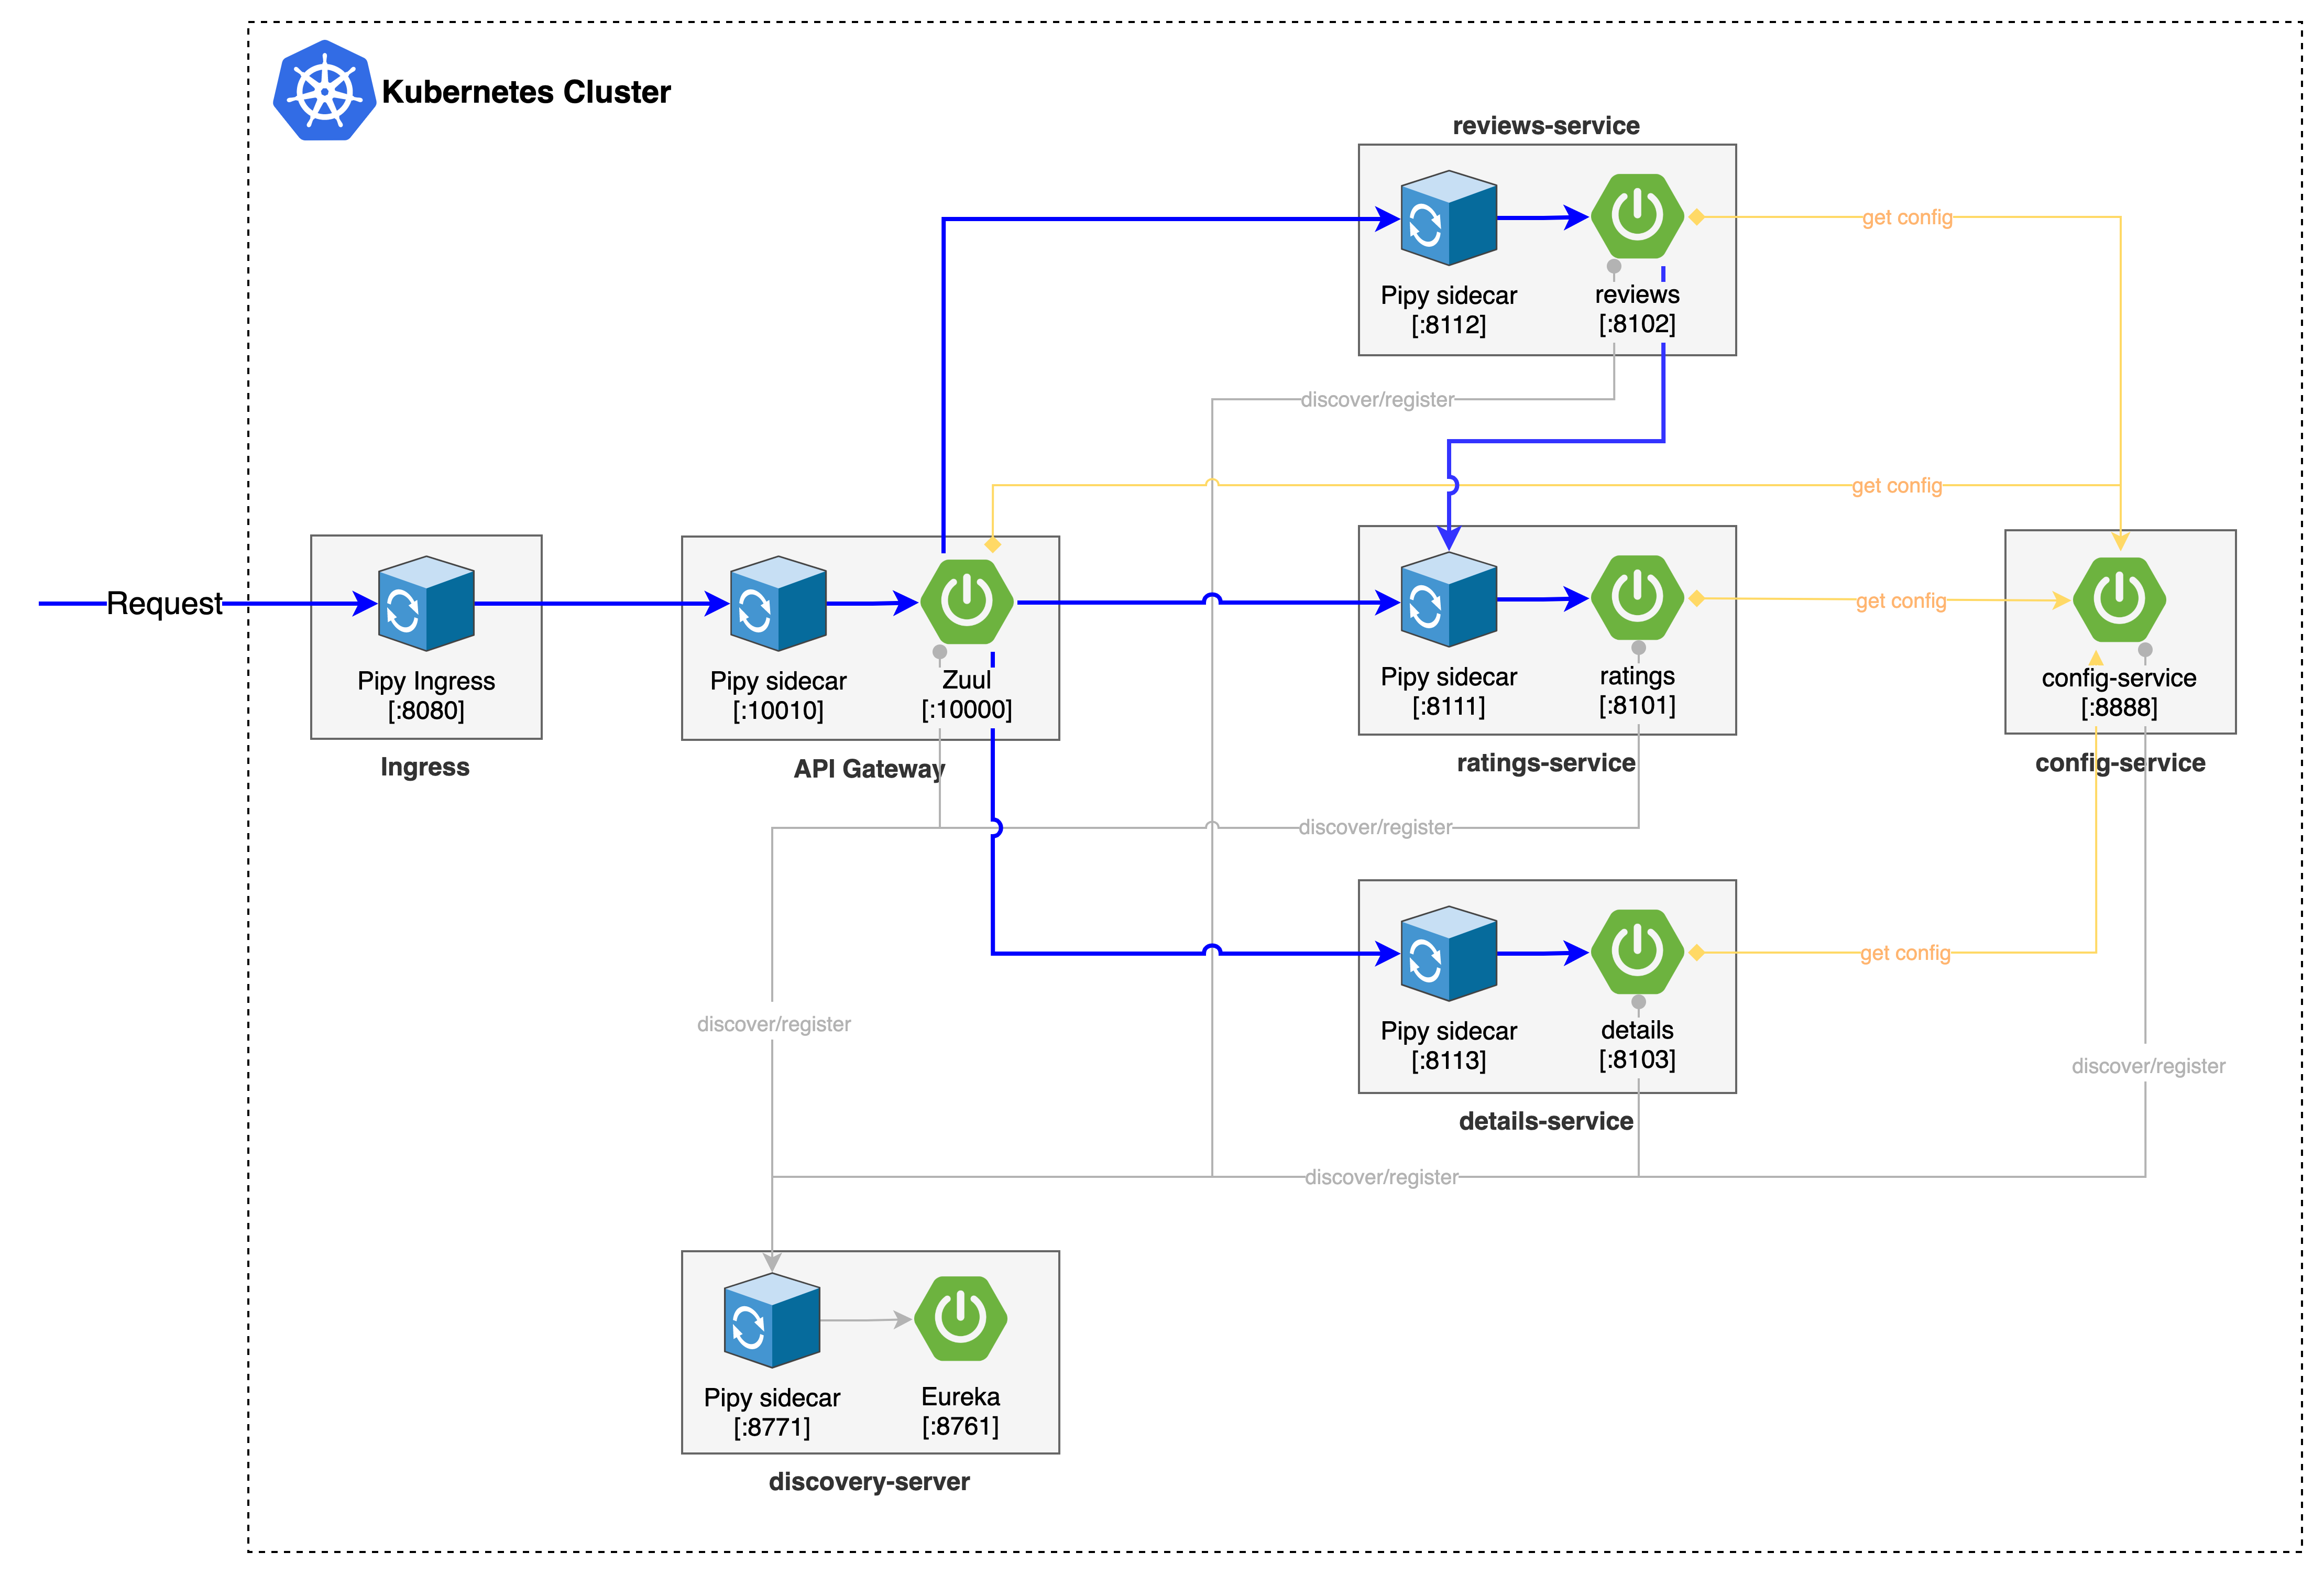 Kubernetes Cluster
reviews-service
Pipy sidecar
[:8112]
reviews
[:8102]
get config
discover/register
get config
Request
Pipy Ingress
[:8080]
Ingress
Pipy sidecar
[:10010]
Zuul
[:10000]
API Gateway
Pipy sidecar
[:8111]
ratings
[:8101]
ratings-service
get config
config-service
[:8888]
config-service
discover/register
Pipy sidecar
[:8113]
details
[:8103]
details-service
get config
discover/register
discover/register
discover/register
Pipy sidecar
[:8771]
Eureka
[:8761]
discovery-server